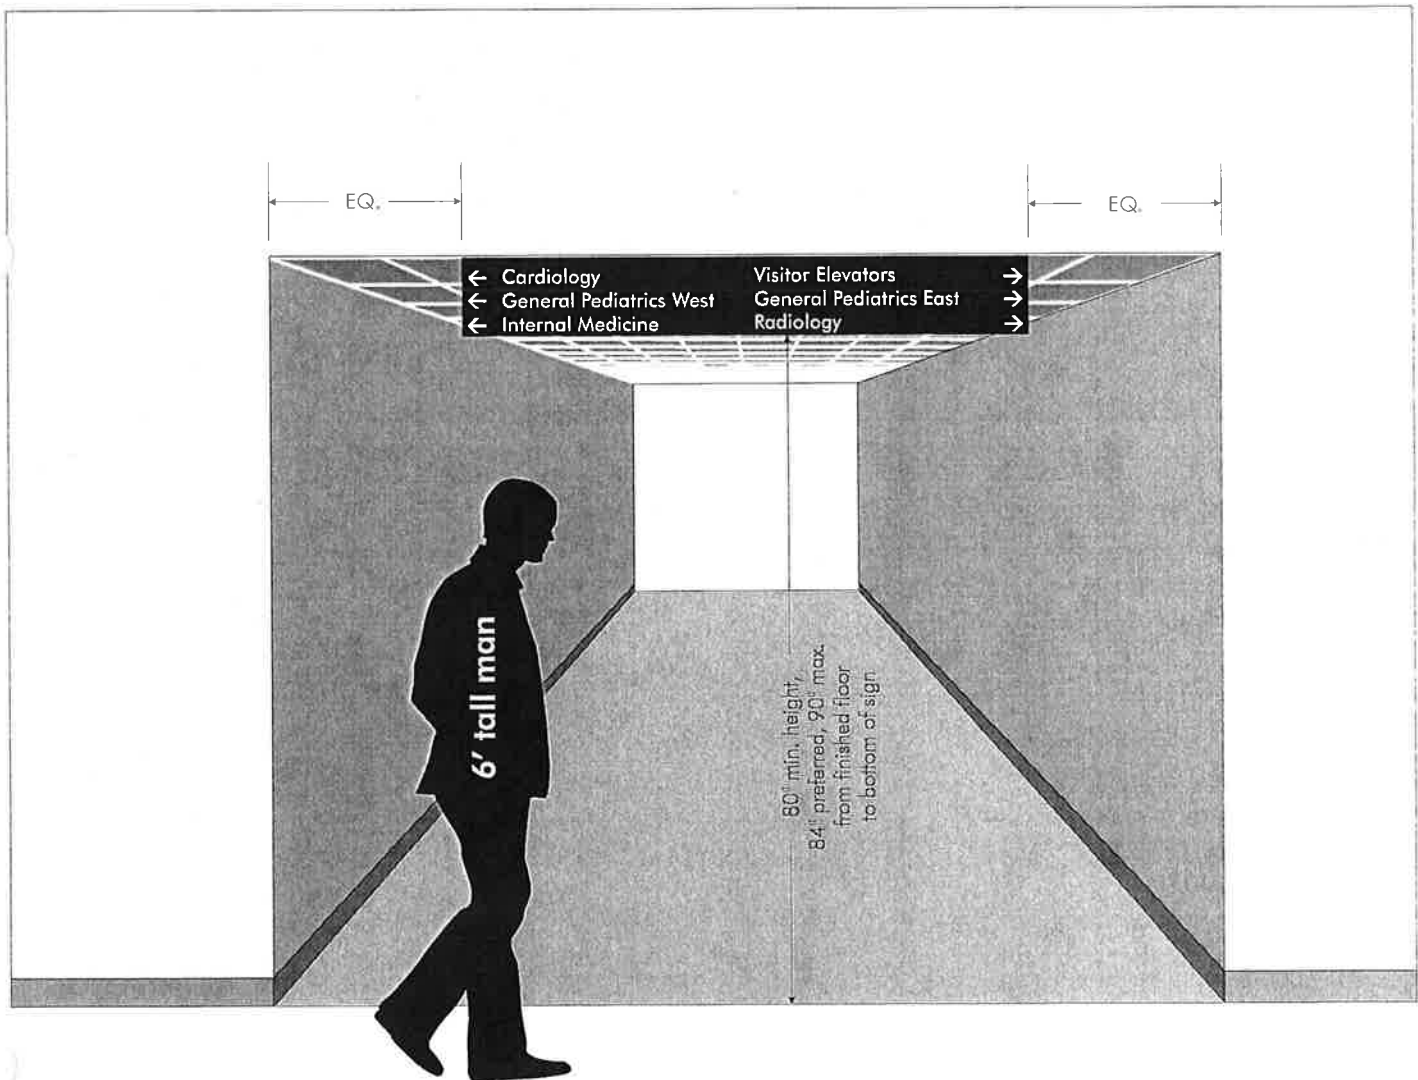 EQ.
EQ.
← Cardiology
Visitor Elevators →
← General Pediatrics West
General Pediatrics East →
← Internal Medicine
Radiology →
6' tall man
80" min. height,
84" preferred, 90" max.
from finished floor
to bottom of sign